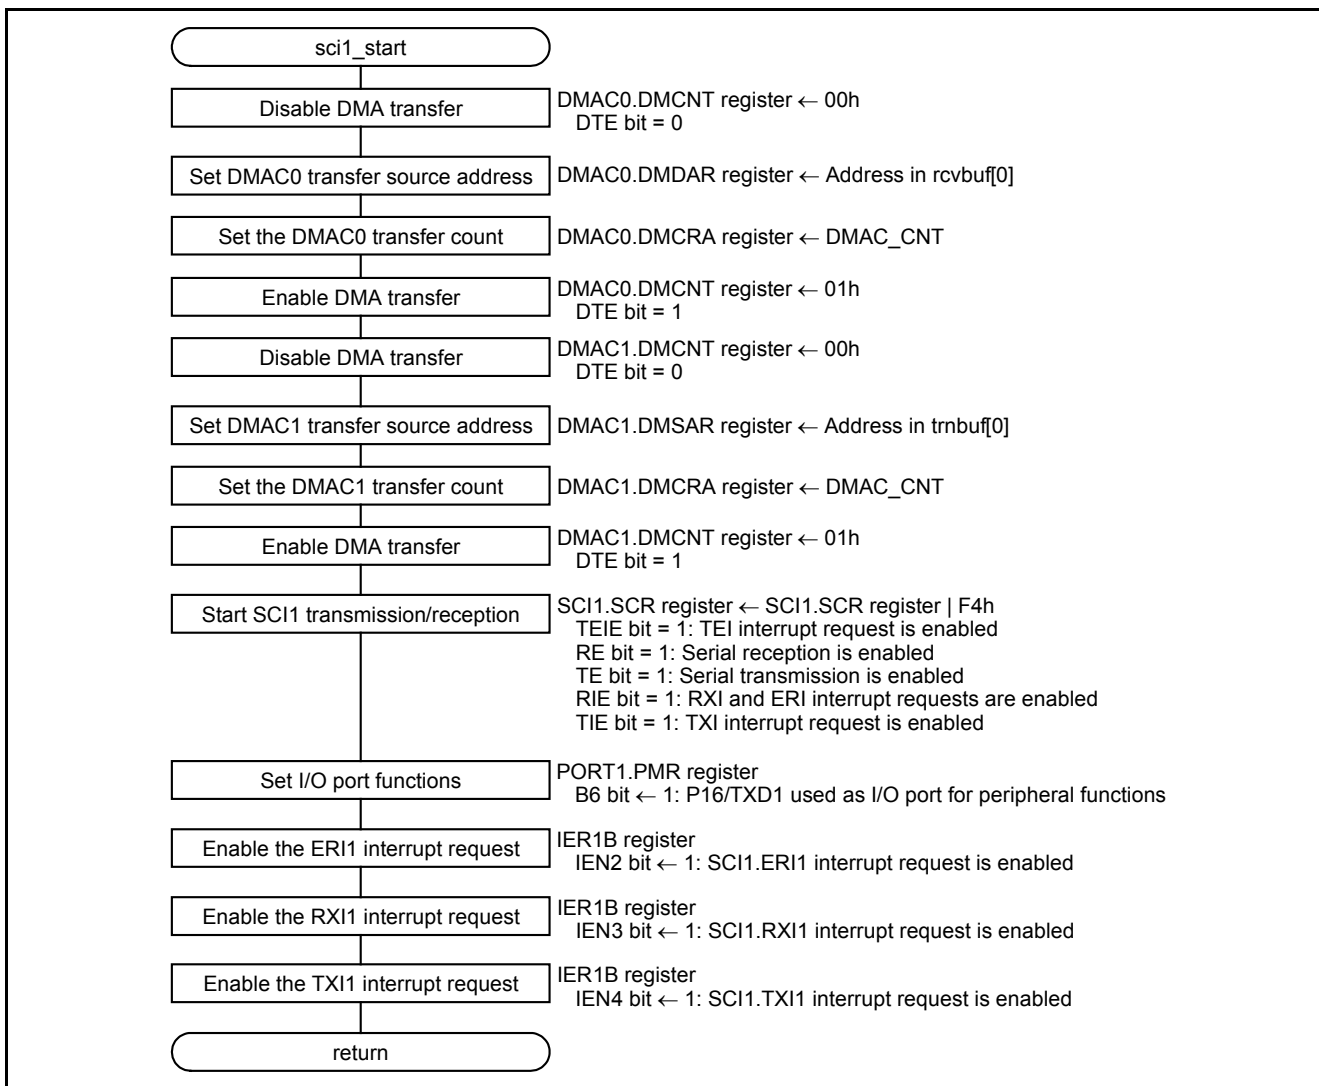 sci1_start
Disable DMA transfer
DMAC0.DMCNT register ← 00h
DTE bit = 0
Set DMAC0 transfer source address
DMAC0.DMDAR register ← Address in rcvbuf[0]
Set the DMAC0 transfer count
DMAC0.DMCRA register ← DMAC_CNT
Enable DMA transfer
DMAC0.DMCNT register ← 01h
DTE bit = 1
Disable DMA transfer
DMAC1.DMCNT register ← 00h
DTE bit = 0
Set DMAC1 transfer source address
DMAC1.DMSAR register ← Address in trnbuf[0]
Set the DMAC1 transfer count
DMAC1.DMCRA register ← DMAC_CNT
Enable DMA transfer
DMAC1.DMCNT register ← 01h
DTE bit = 1
Start SCI1 transmission/reception
SCI1.SCR register ← SCI1.SCR register | F4h
TEIE bit = 1: TEI interrupt request is enabled
RE bit = 1: Serial reception is enabled
TE bit = 1: Serial transmission is enabled
RIE bit = 1: RXI and ERI interrupt requests are enabled
TIE bit = 1: TXI interrupt request is enabled
Set I/O port functions
PORT1.PMR register
B6 bit ← 1: P16/TXD1 used as I/O port for peripheral functions
Enable the ERI1 interrupt request
IER1B register
IEN2 bit ← 1: SCI1.ERI1 interrupt request is enabled
Enable the RXI1 interrupt request
IER1B register
IEN3 bit ← 1: SCI1.RXI1 interrupt request is enabled
Enable the TXI1 interrupt request
IER1B register
IEN4 bit ← 1: SCI1.TXI1 interrupt request is enabled
return